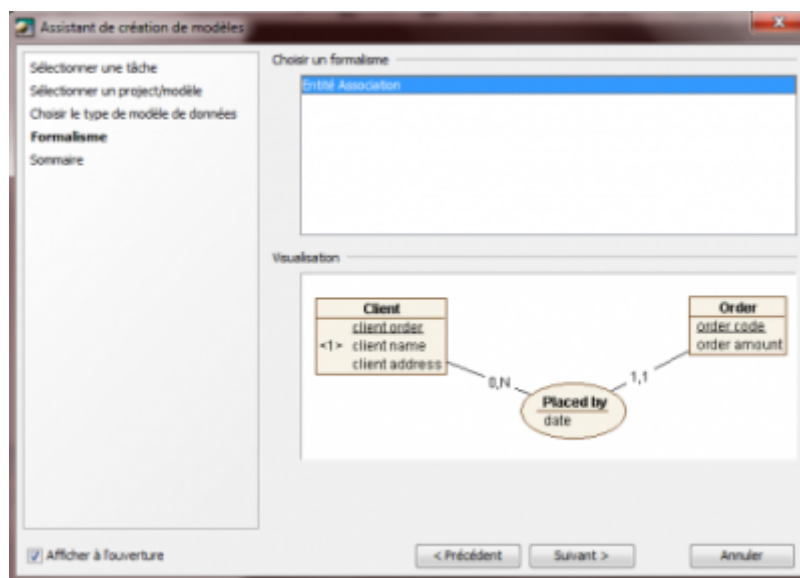 Assistant de création de modèles
Sélectionner une tâche
Sélectionner un project/modèle
Choisir le type de modèle de données
Formalisme
Sommaire
Choisir un formalisme
Entité Association
Visualisation
Client
client order
<1> client name
client address
Order
order code
order amount
0,N
1,1
Placed by
date
Afficher à l'ouverture
< Précédent
Suivant >
Annuler